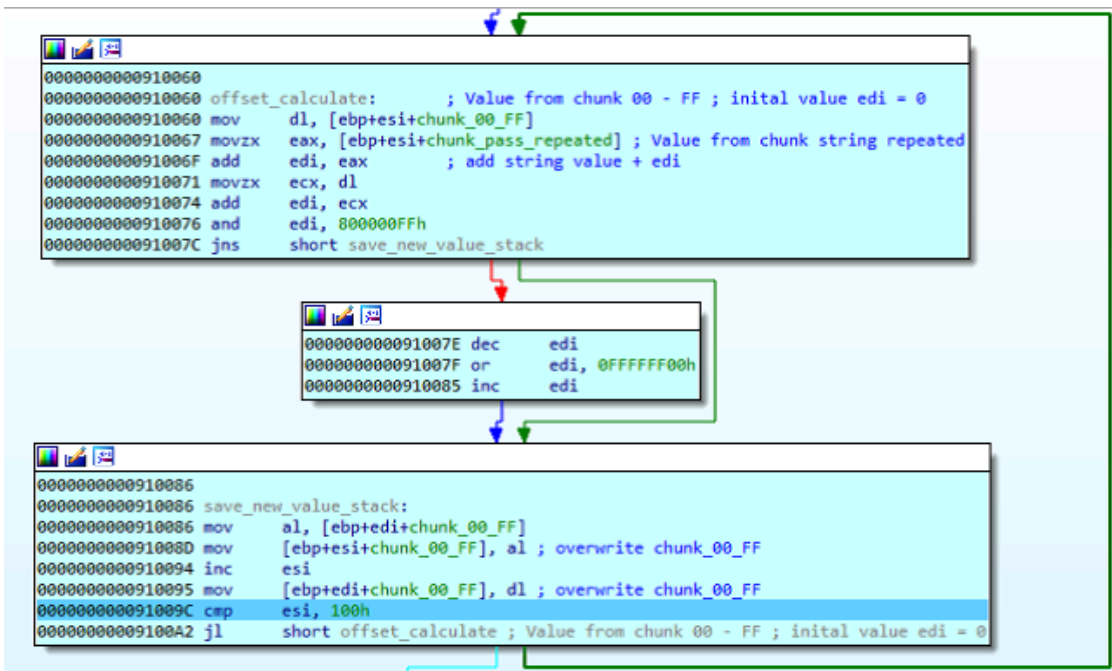 0000000000910060
0000000000910060 offset_calculate: ; Value from chunk 00 - FF ; inital value edi = 0
0000000000910060 mov dl, [ebp+esi+chunk_00_FF]
0000000000910067 movzx eax, [ebp+esi+chunk_pass_repeated] ; Value from chunk string repeated
000000000091006F add edi, eax ; add string value + edi
0000000000910071 movzx ecx, dl
0000000000910074 add edi, ecx
0000000000910076 and edi, 800000FFh
000000000091007C jns short save_new_value_stack
000000000091007E dec edi
000000000091007F or edi, 0FFFFFF00h
0000000000910085 inc edi
0000000000910086
0000000000910086 save_new_value_stack:
0000000000910086 mov al, [ebp+edi+chunk_00_FF]
000000000091008D mov [ebp+esi+chunk_00_FF], al ; overwrite chunk_00_FF
0000000000910094 inc esi
0000000000910095 mov [ebp+edi+chunk_00_FF], dl ; overwrite chunk_00_FF
000000000091009C cmp esi, 100h
00000000009100A2 jl short offset_calculate ; Value from chunk 00 - FF ; inital value edi = 0